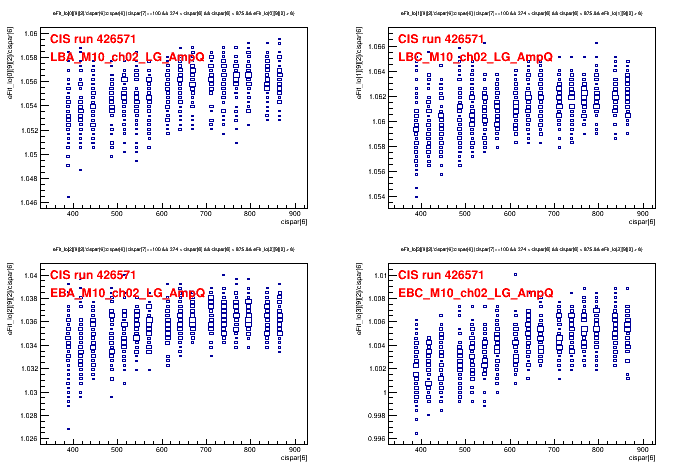 CIS run 426571
LBA_M10_ch02_LG_AmpQ
1.06
1.058
1.056
1.054
1.052
1.05
1.048
1.046
400 500 600 700 800 900
cispar[6]
CIS run 426571
LBC_M10_ch02_LG_AmpQ
1.066
1.064
1.062
1.06
1.058
1.056
1.054
400 500 600 700 800 900
cispar[6]
CIS run 426571
EBA_M10_ch02_LG_AmpQ
1.04
1.038
1.036
1.034
1.032
1.03
1.028
1.026
400 500 600 700 800 900
cispar[6]
CIS run 426571
EBC_M10_ch02_LG_AmpQ
1.01
1.008
1.006
1.004
1.002
1
0.998
0.996
400 500 600 700 800 900
cispar[6]